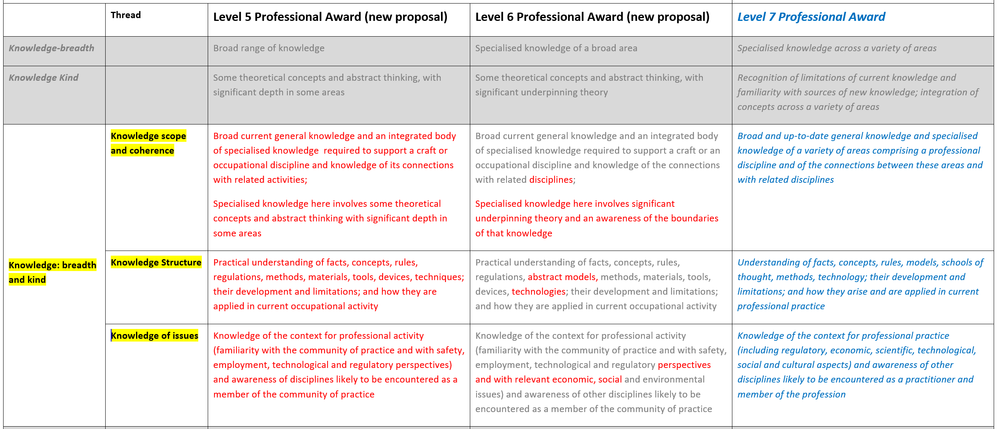 Thread
Level 5 Professional Award (new proposal)
Level 6 Professional Award (new proposal)
Level 7 Professional Award
Knowledge-breadth
Broad range of knowledge
Specialised knowledge of a broad area
Specialised knowledge across a variety of areas
Knowledge Kind
Some theoretical concepts and abstract thinking, with
significant depth in some areas
Some theoretical concepts and abstract thinking, with
significant underpinning theory
Recognition of limitations of current knowledge and
familiarity with sources of new knowledge; integration of
concepts across a variety of areas
Knowledge: breadth
and kind
Knowledge scope
and coherence
Broad current general knowledge and an integrated body
of specialised knowledge  required to support a craft or
occupational discipline and knowledge of its connections
with related activities;
Specialised knowledge here involves some theoretical
concepts and abstract thinking with significant depth in
some areas
Broad current general knowledge and an integrated body
of specialised knowledge required to support a craft or an
occupational discipline and knowledge of the connections
with related disciplines;
Specialised knowledge here involves significant
underpinning theory and an awareness of the boundaries
of that knowledge
Broad and up-to-date general knowledge and specialised
knowledge of a variety of areas comprising a professional
discipline and of the connections between these areas and
with related disciplines
Knowledge Structure
Practical understanding of facts, concepts, rules,
regulations, methods, materials, tools, devices, techniques;
their development and limitations; and how they are
applied in current occupational activity
Practical understanding of facts, concepts, rules,
regulations, abstract models, methods, materials, tools,
devices, technologies; their development and limitations;
and how they are applied in current occupational activity
Understanding of facts, concepts, rules, models, schools of
thought, methods, technology; their development and
limitations; and how they arise and are applied in current
professional practice
Knowledge of issues
Knowledge of the context for professional activity
(familiarity with the community of practice and with safety,
employment, technological and regulatory perspectives)
and awareness of disciplines likely to be encountered as a
member of the community of practice
Knowledge of the context for professional activity
(familiarity with the community of practice and with safety,
employment, technological and regulatory perspectives
and with relevant economic, social and environmental
issues) and awareness of other disciplines likely to be
encountered as a member of the community of practice
Knowledge of the context for professional practice
(including regulatory, economic, scientific, technological,
social and cultural aspects) and awareness of other
disciplines likely to be encountered as a practitioner and
member of the profession